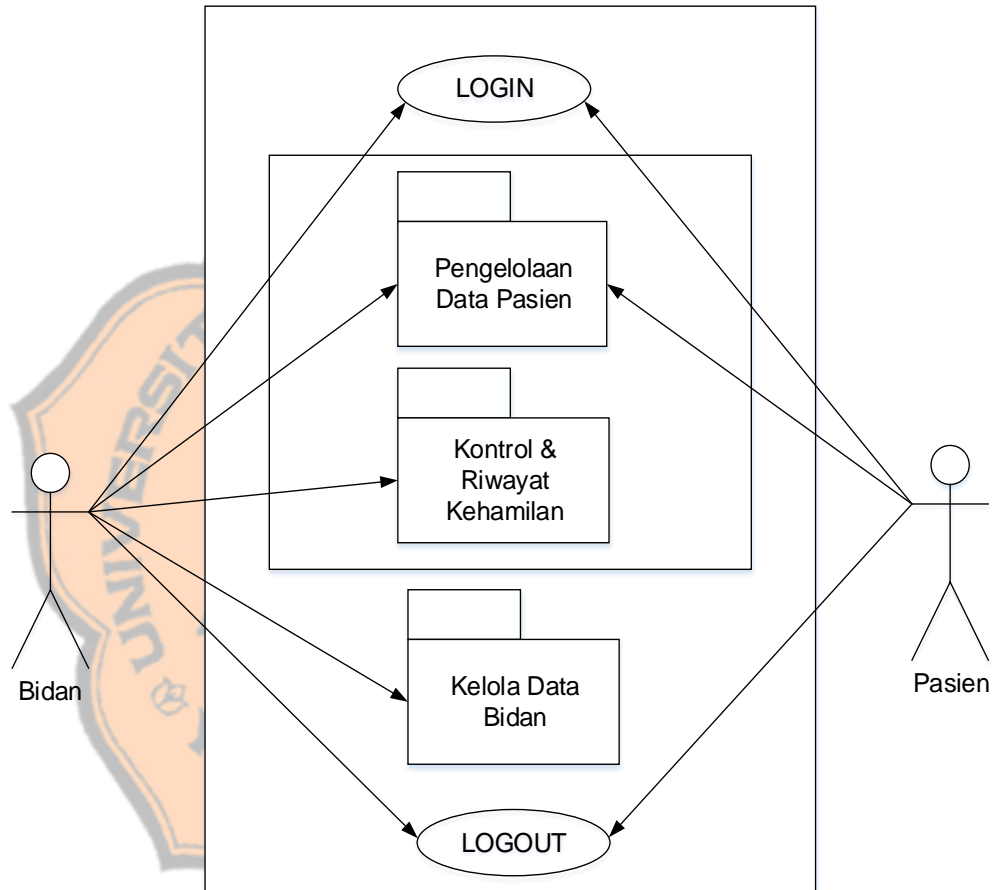 LOGIN
Pengelolaan
Data Pasien
Kontrol &
Riwayat
Kehamilan
Bidan
Pasien
Kelola Data
Bidan
LOGOUT